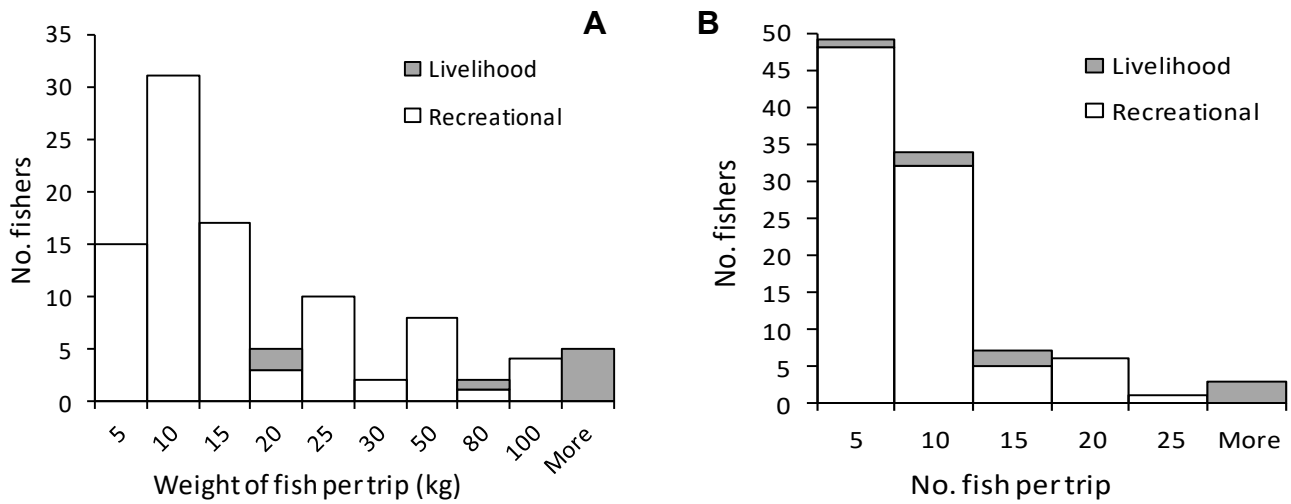 A
35
30
25
20
15
10
5
0
No. fishers
Livelihood
Recreational
5 10 15 20 25 30 50 80 100 More
Weight of fish per trip (kg)
B
50
45
40
35
30
25
20
15
10
5
0
No. fishers
Livelihood
Recreational
5 10 15 20 25 More
No. fish per trip